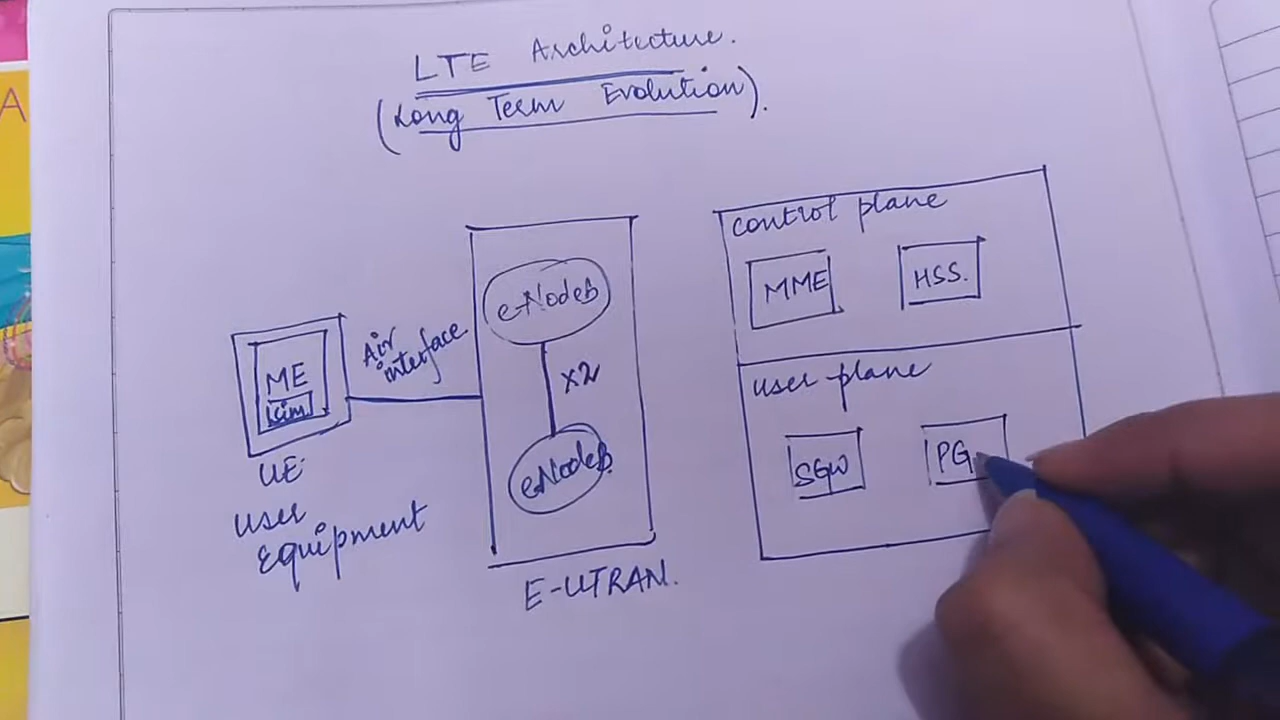 LTE Architecture.
(Long Term Evolution).
control plane
MME
HSS.
e-NodeB
Air
interface
X2
user plane
ME
sim
SGW
PG
e-NodeB
UE
user
Equipment
E-UTRAN.
A